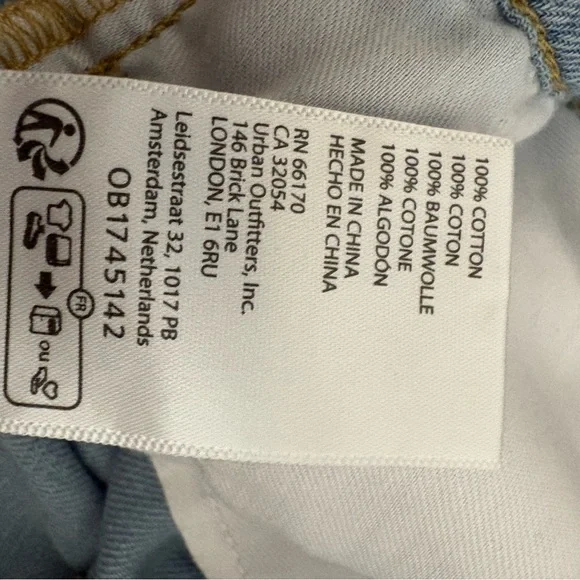 100% COTTON
100% COTON
100% BAUMWOLLE
100% COTONE
100% ALGODÓN
MADE IN CHINA
HECHO EN CHINA
RN 66170
CA 32054
Urban Outfitters, Inc.
146 Brick Lane
LONDON, E1 6RU
Leidsestraat 32, 1017 PB
Amsterdam, Netherlands
OB1745142
FR
ou